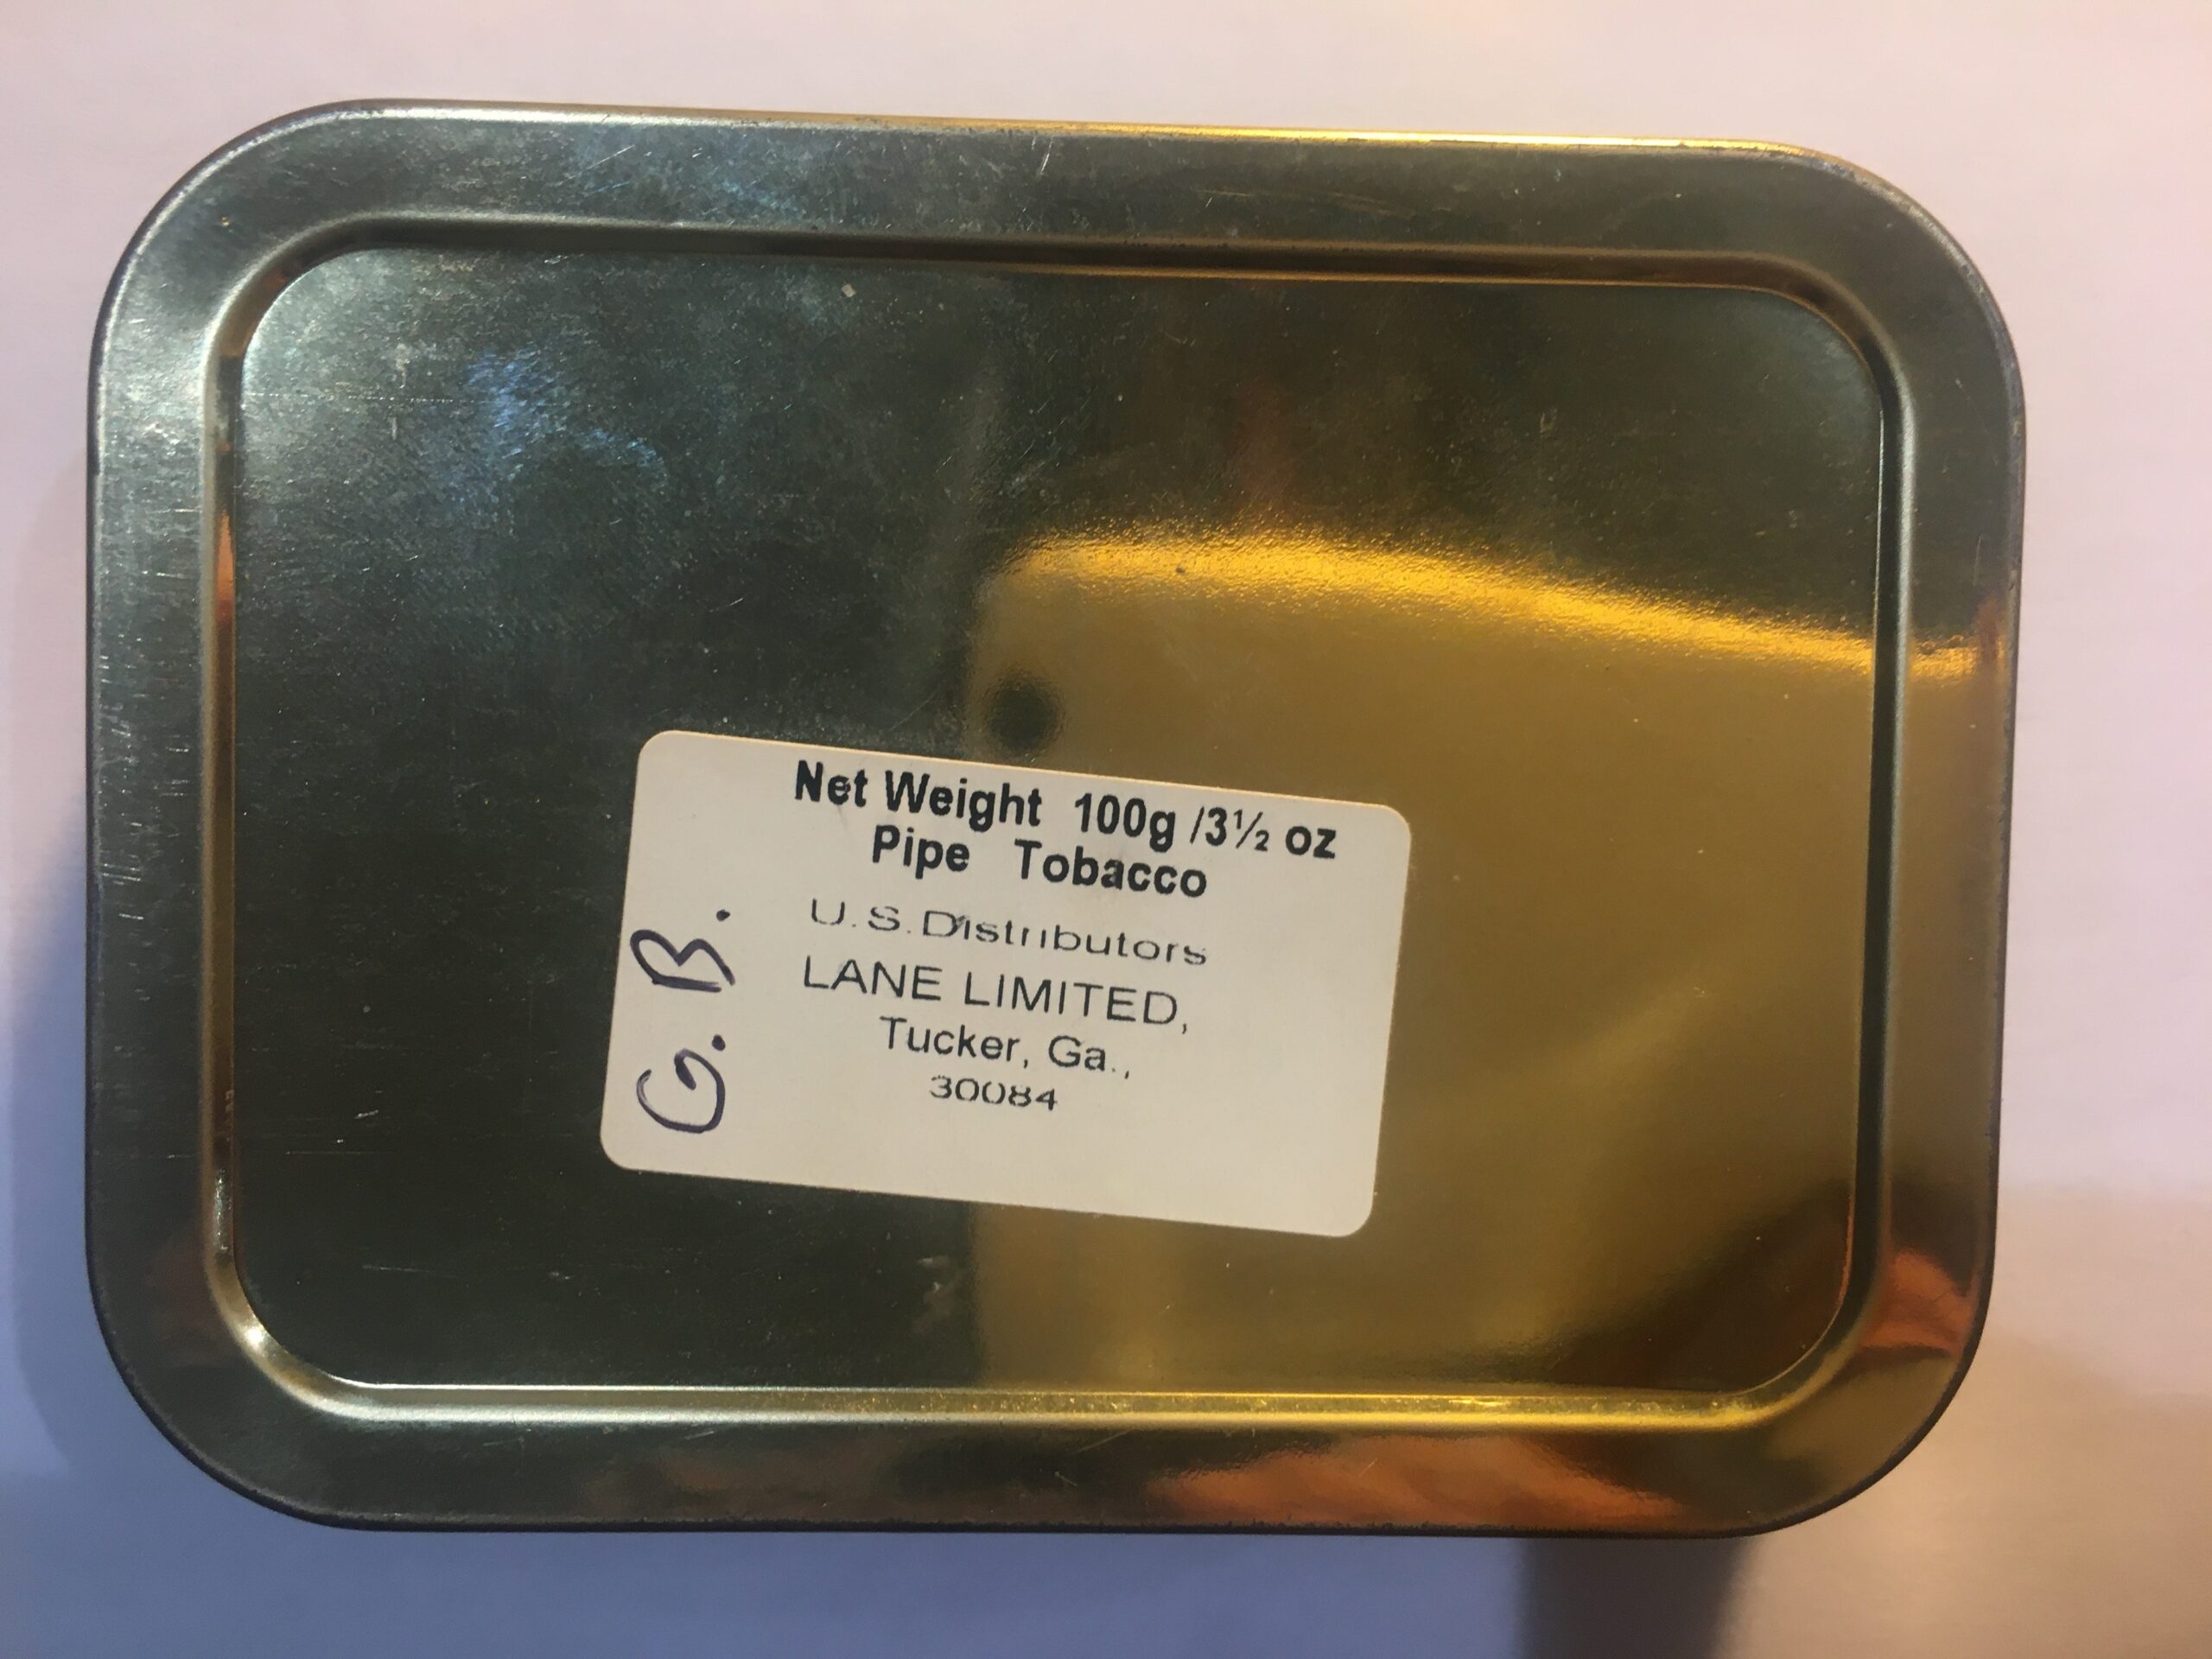 Net Weight 100g /3½ oz
Pipe Tobacco
U.S. Distributors
LANE LIMITED,
Tucker, Ga.,
30084
G. B.